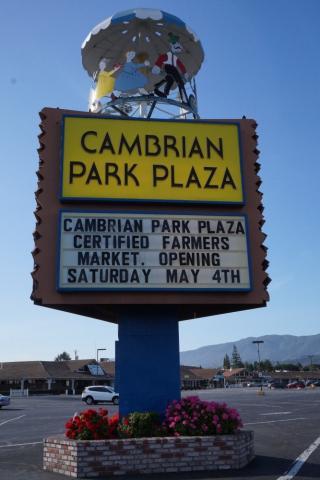 CAMBRIAN
PARK PLAZA
CAMBRIAN PARK PLAZA
CERTIFIED FARMERS
MARKET. OPENING
SATURDAY MAY 4TH